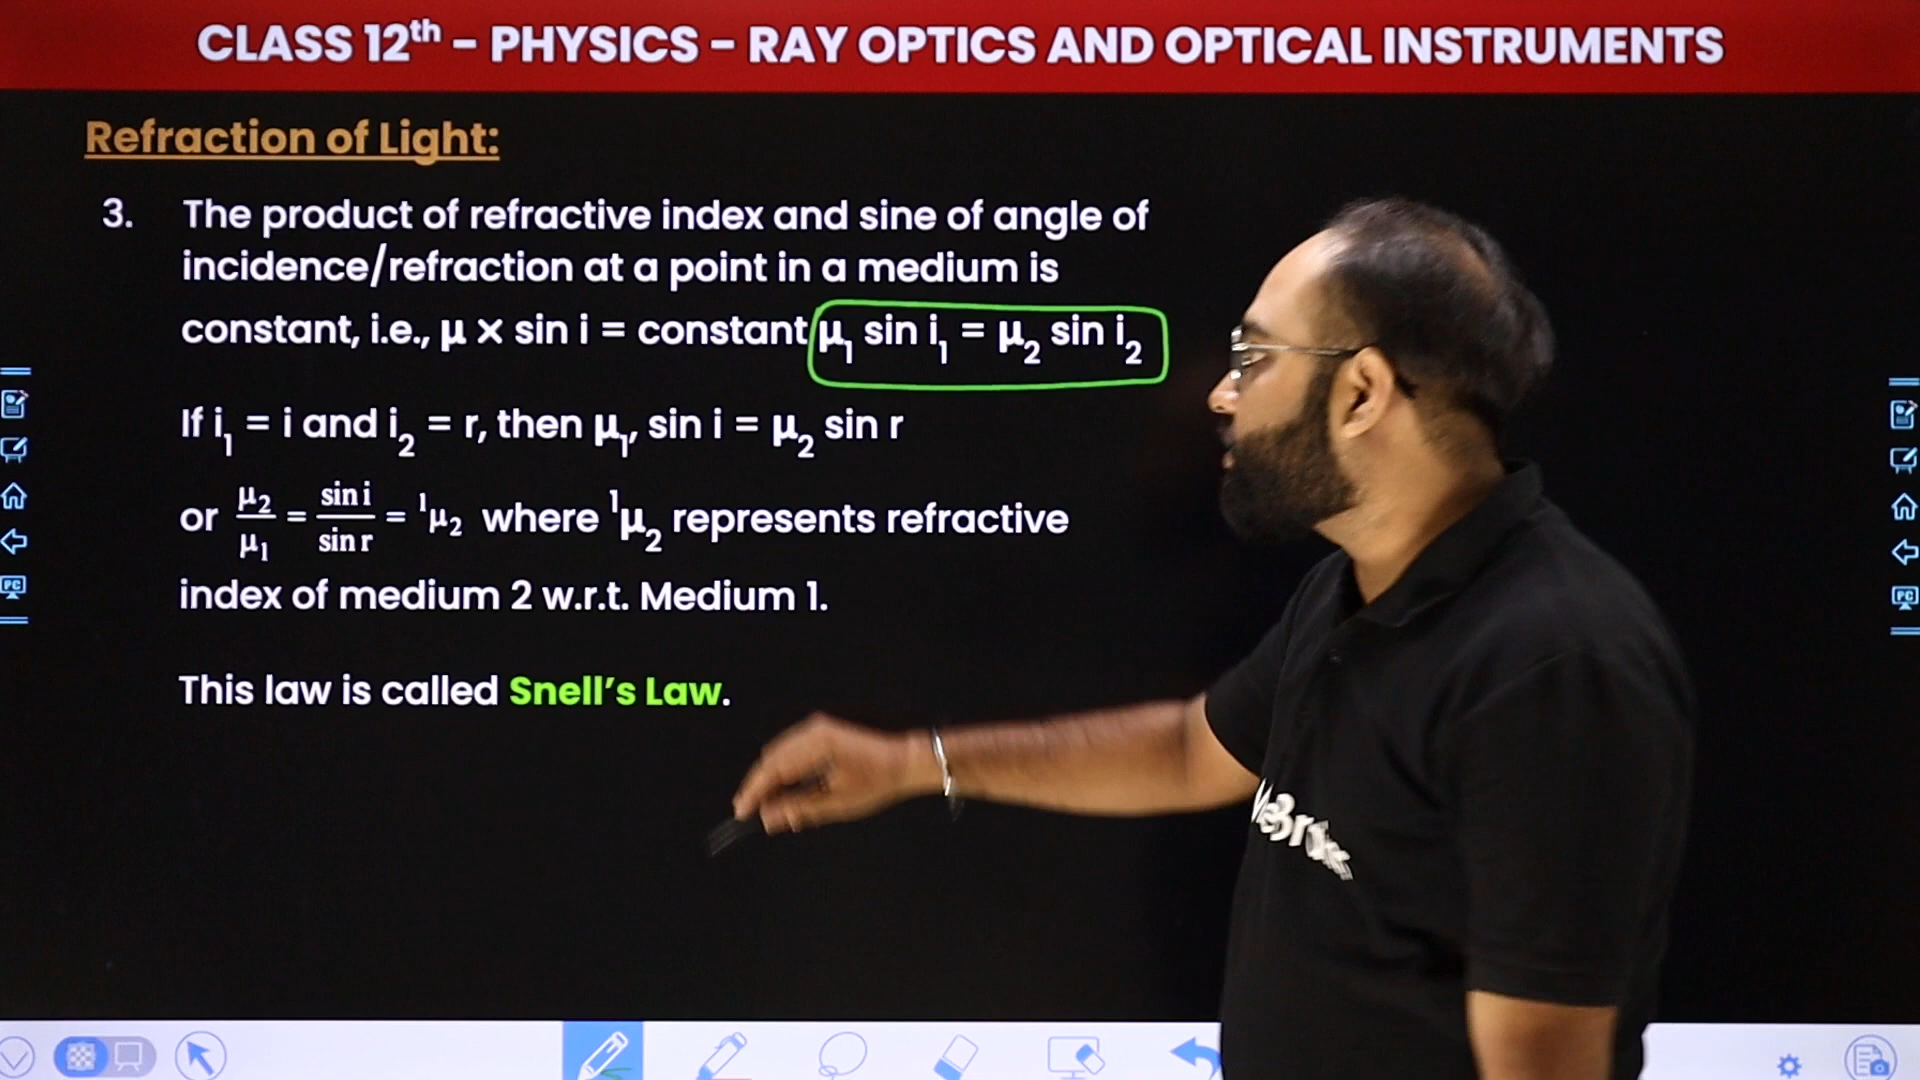 CLASS 12th – PHYSICS – RAY OPTICS AND OPTICAL INSTRUMENTS
Refraction of Light:
3. The product of refractive index and sine of angle of
incidence/refraction at a point in a medium is
constant, i.e., μ × sin i = constant μ₁ sin i₁ = μ₂ sin i₂
If i₁ = i and i₂ = r, then μ₁, sin i = μ₂ sin r
or μ₂/μ₁ = sin i/sin r = ¹μ₂ where ¹μ₂ represents refractive
index of medium 2 w.r.t. Medium 1.
This law is called Snell’s Law.
PC
PC